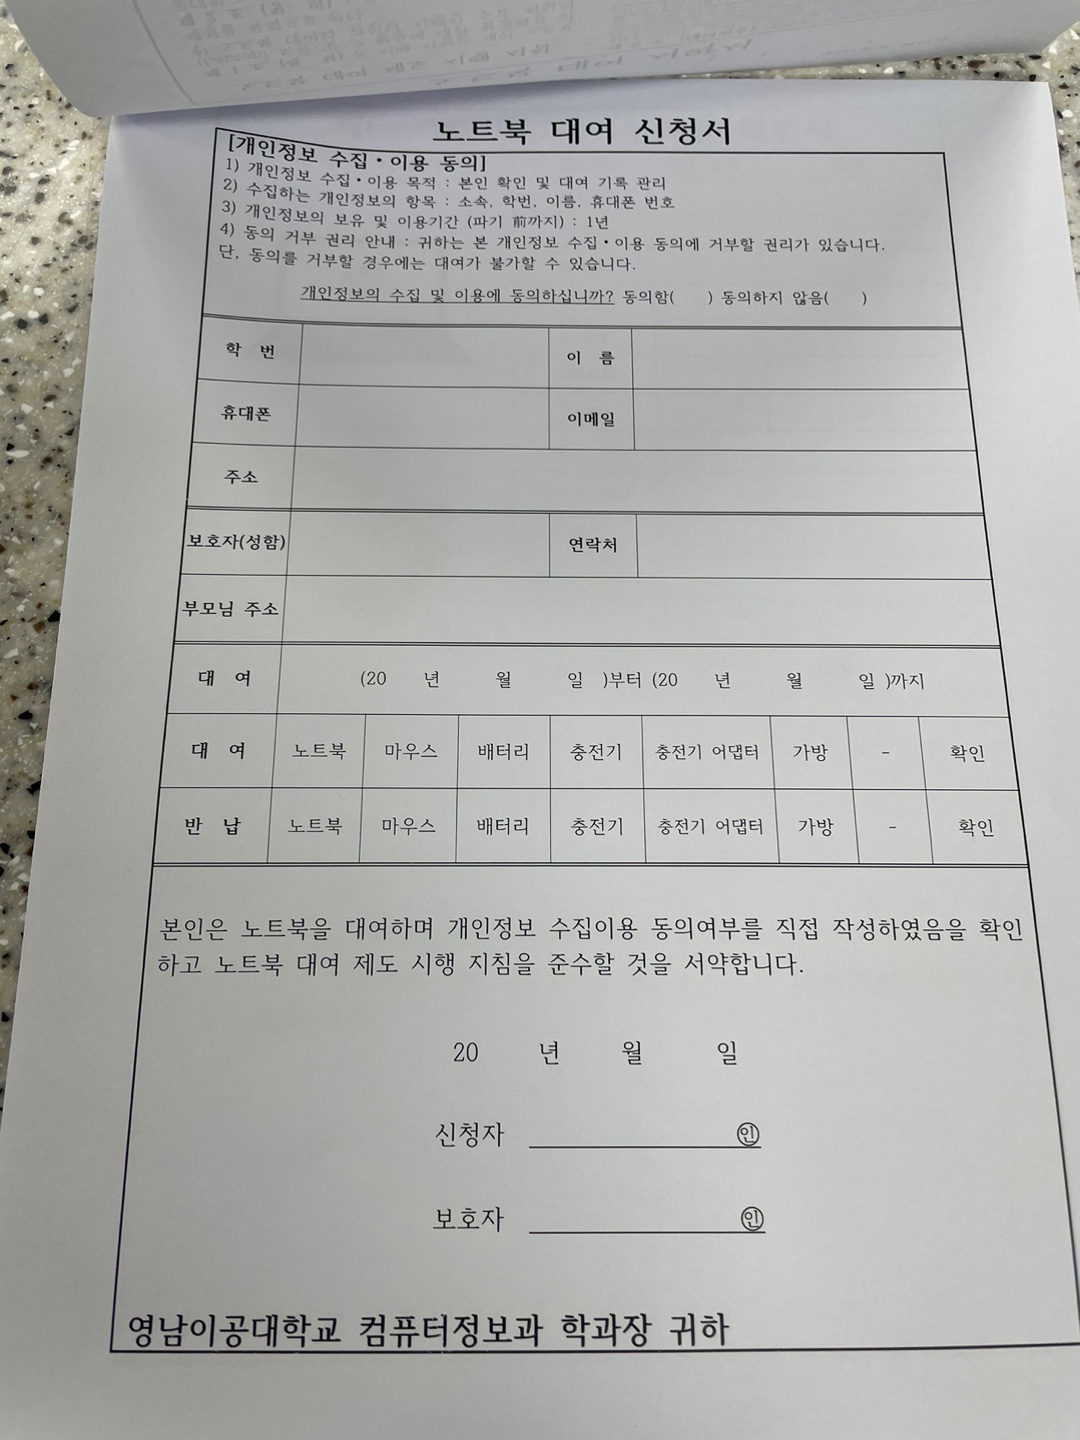 노트북 대여 신청서
[개인정보 수집·이용 동의]
1) 개인정보 수집·이용 목적 : 본인 확인 및 대여 기록 관리
2) 수집하는 개인정보의 항목 : 소속, 학번, 이름, 휴대폰 번호
3) 개인정보의 보유 및 이용기간 (파기 前까지) : 1년
4) 동의 거부 권리 안내 : 귀하는 본 개인정보 수집·이용 동의에 거부할 권리가 있습니다.
단, 동의를 거부할 경우에는 대여가 불가할 수 있습니다.
개인정보의 수집 및 이용에 동의하십니까? 동의함( ) 동의하지 않음( )
학 번 이 름
휴대폰 이메일
주소
보호자(성함) 연락처
부모님 주소
대 여 (20 년 월 일 )부터 (20 년 월 일 )까지
대 여 노트북 마우스 배터리 충전기 충전기 어댑터 가방 - 확인
반 납 노트북 마우스 배터리 충전기 충전기 어댑터 가방 - 확인
본인은 노트북을 대여하며 개인정보 수집이용 동의여부를 직접 작성하였음을 확인
하고 노트북 대여 제도 시행 지침을 준수할 것을 서약합니다.
20 년 월 일
신청자 ㊞
보호자 ㊞
영남이공대학교 컴퓨터정보과 학과장 귀하